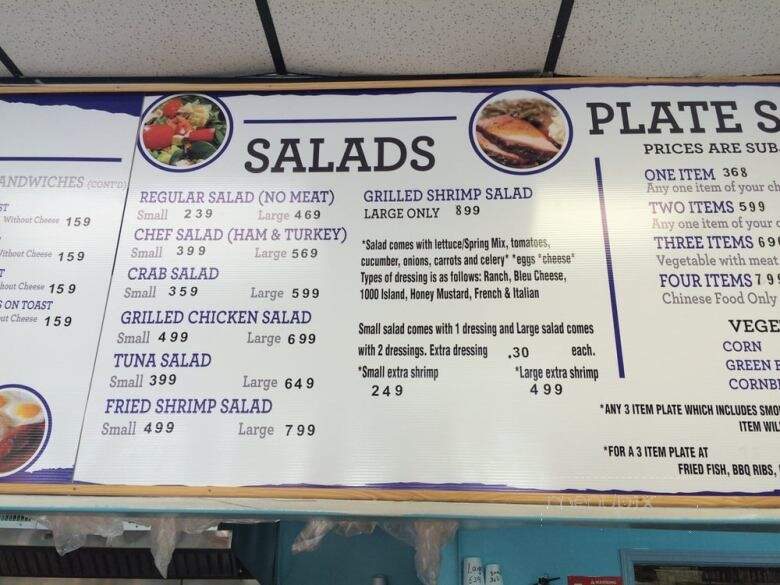 ANDWICHES (CONT'D)
Without Cheese 159
Without Cheese 159
hout Cheese 159
S ON TOAST
ut Cheese 159
SALADS
REGULAR SALAD (NO MEAT)
Small 239 Large 469
CHEF SALAD (HAM & TURKEY)
Small 399 Large 569
CRAB SALAD
Small 359 Large 599
GRILLED CHICKEN SALAD
Small 499 Large 699
TUNA SALAD
Small 399 Large 649
FRIED SHRIMP SALAD
Small 499 Large 799
GRILLED SHRIMP SALAD
LARGE ONLY 899
*Salad comes with lettuce/Spring Mix, tomatoes,
cucumber, onions, carrots and celery* *eggs *cheese*
Types of dressing is as follows: Ranch, Bleu Cheese,
1000 Island, Honey Mustard, French & Italian
Small salad comes with 1 dressing and Large salad comes
with 2 dressings. Extra dressing .30 each.
*Small extra shrimp *Large extra shrimp
249 499
PLATE S
PRICES ARE SUB
ONE ITEM 368
Any one item of your ch
TWO ITEMS 599
Any one item of your c
THREE ITEMS 69
Vegetable with meat
FOUR ITEMS 79
Chinese Food Only
VEGE
CORN
GREEN
CORNB
*ANY 3 ITEM PLATE WHICH INCLUDES SMO
ITEM WIL
*FOR A 3 ITEM PLATE AT
FRIED FISH, BBQ RIBS,